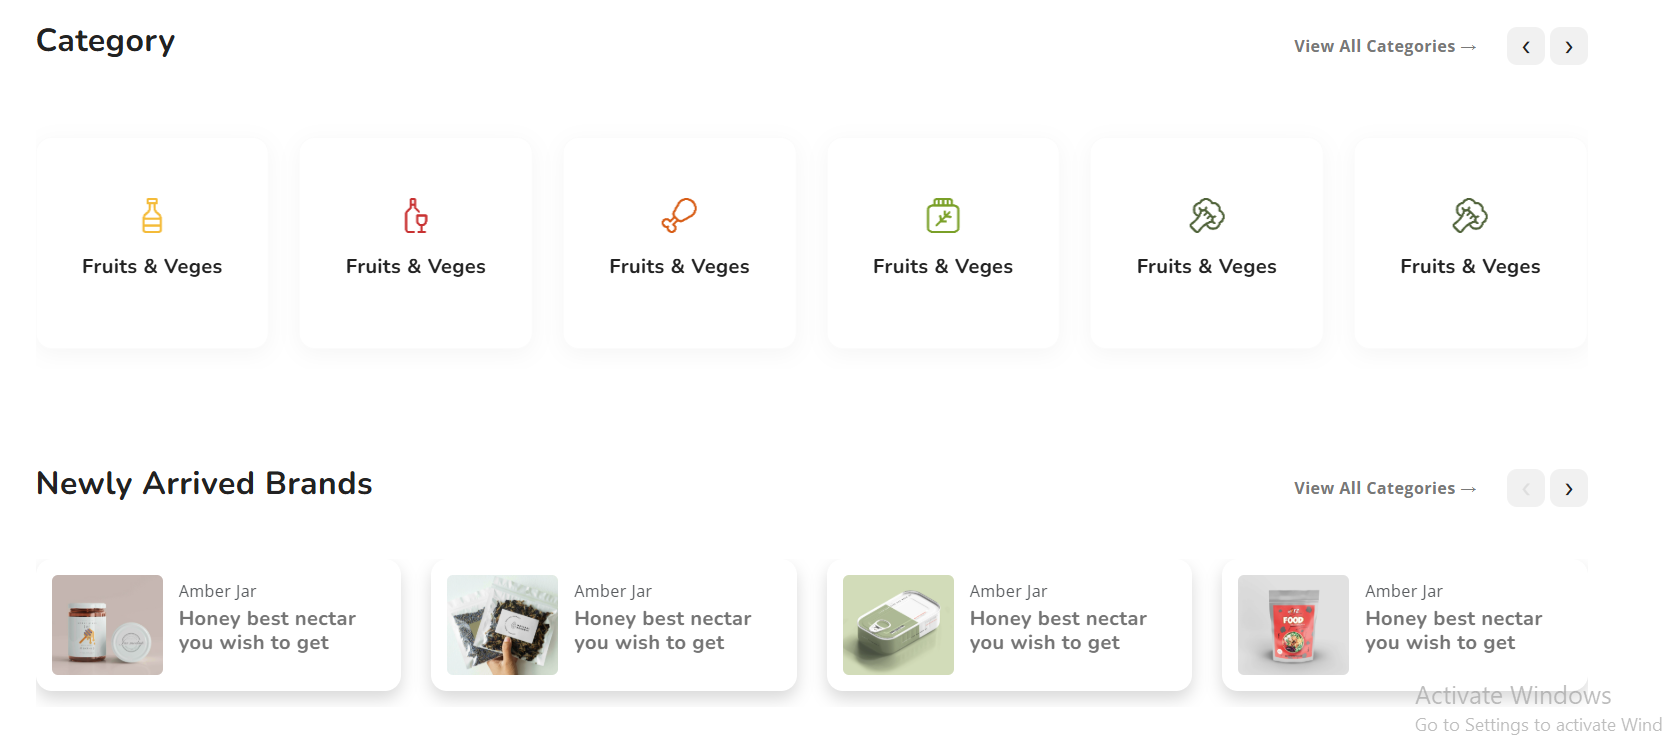 Category
View All Categories →
Fruits & Veges
Fruits & Veges
Fruits & Veges
Fruits & Veges
Fruits & Veges
Fruits & Veges
Newly Arrived Brands
View All Categories →
Amber Jar
Honey best nectar
you wish to get
Amber Jar
Honey best nectar
you wish to get
Amber Jar
Honey best nectar
you wish to get
FOOD
Amber Jar
Honey best nectar
you wish to get
Activate Windows
Go to Settings to activate Wind